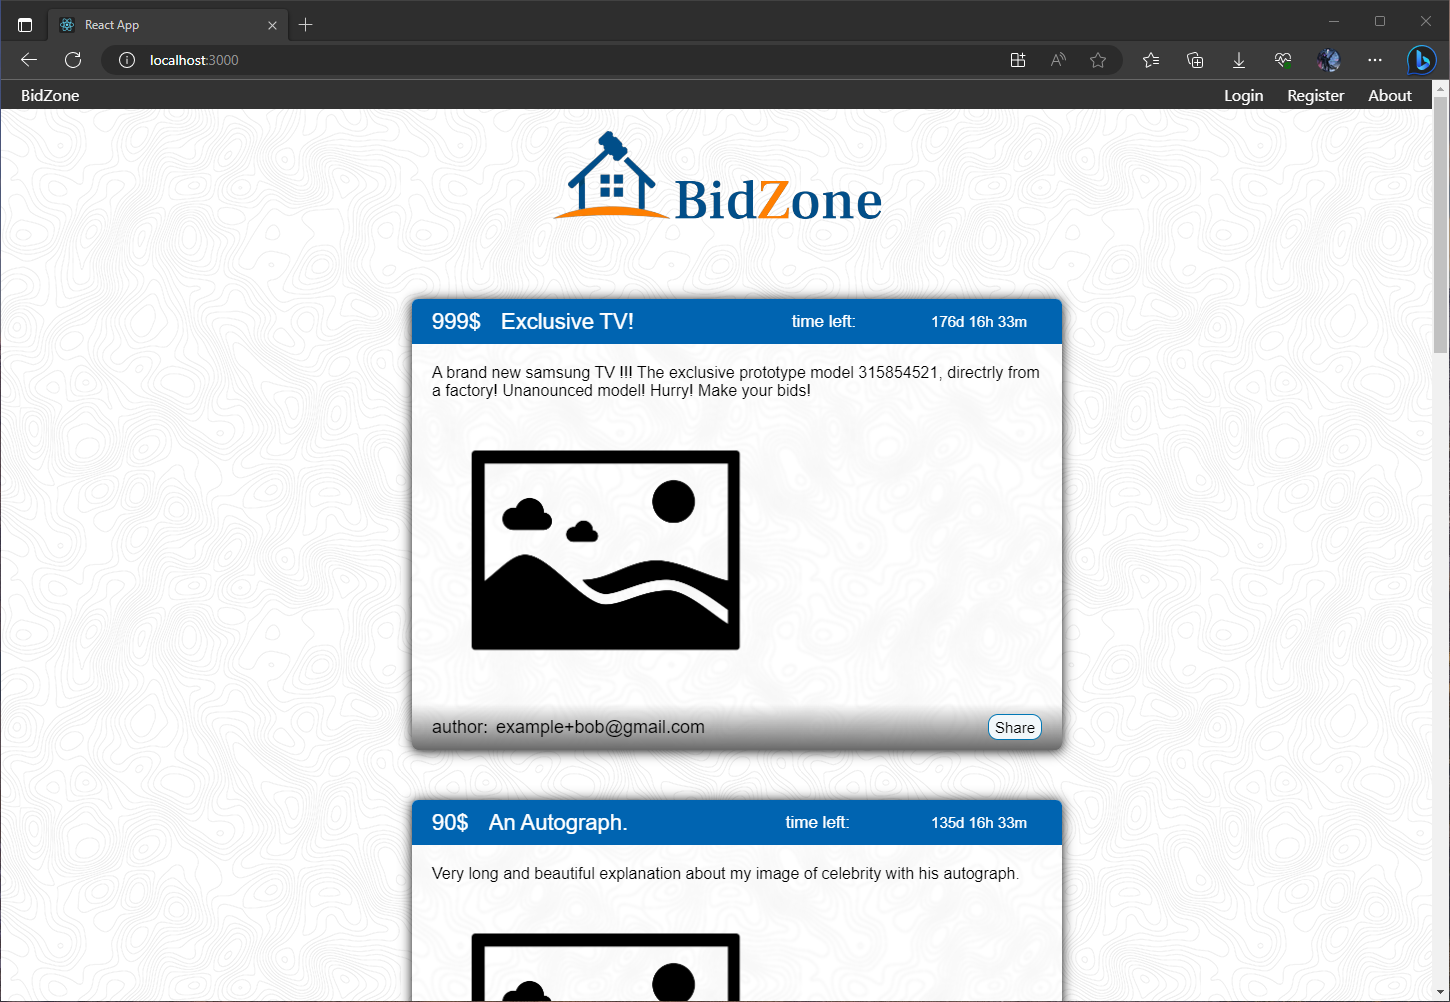 React App
localhost:3000
BidZone
Login Register About
BidZone
999$ Exclusive TV! time left: 176d 16h 33m
A brand new samsung TV !!! The exclusive prototype model 315854521, directrly from
a factory! Unanounced model! Hurry! Make your bids!
author: example+bob@gmail.com
Share
90$ An Autograph. time left: 135d 16h 33m
Very long and beautiful explanation about my image of celebrity with his autograph.